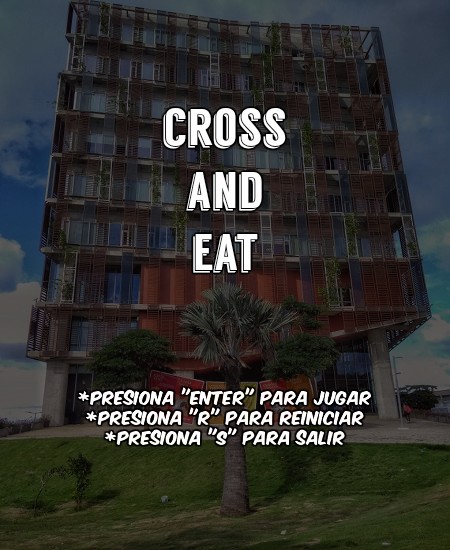 CROSS
AND
EAT
*PRESIONA "ENTER" PARA JUGAR
*PRESIONA "R" PARA REINICIAR
*PRESIONA "S" PARA SALIR